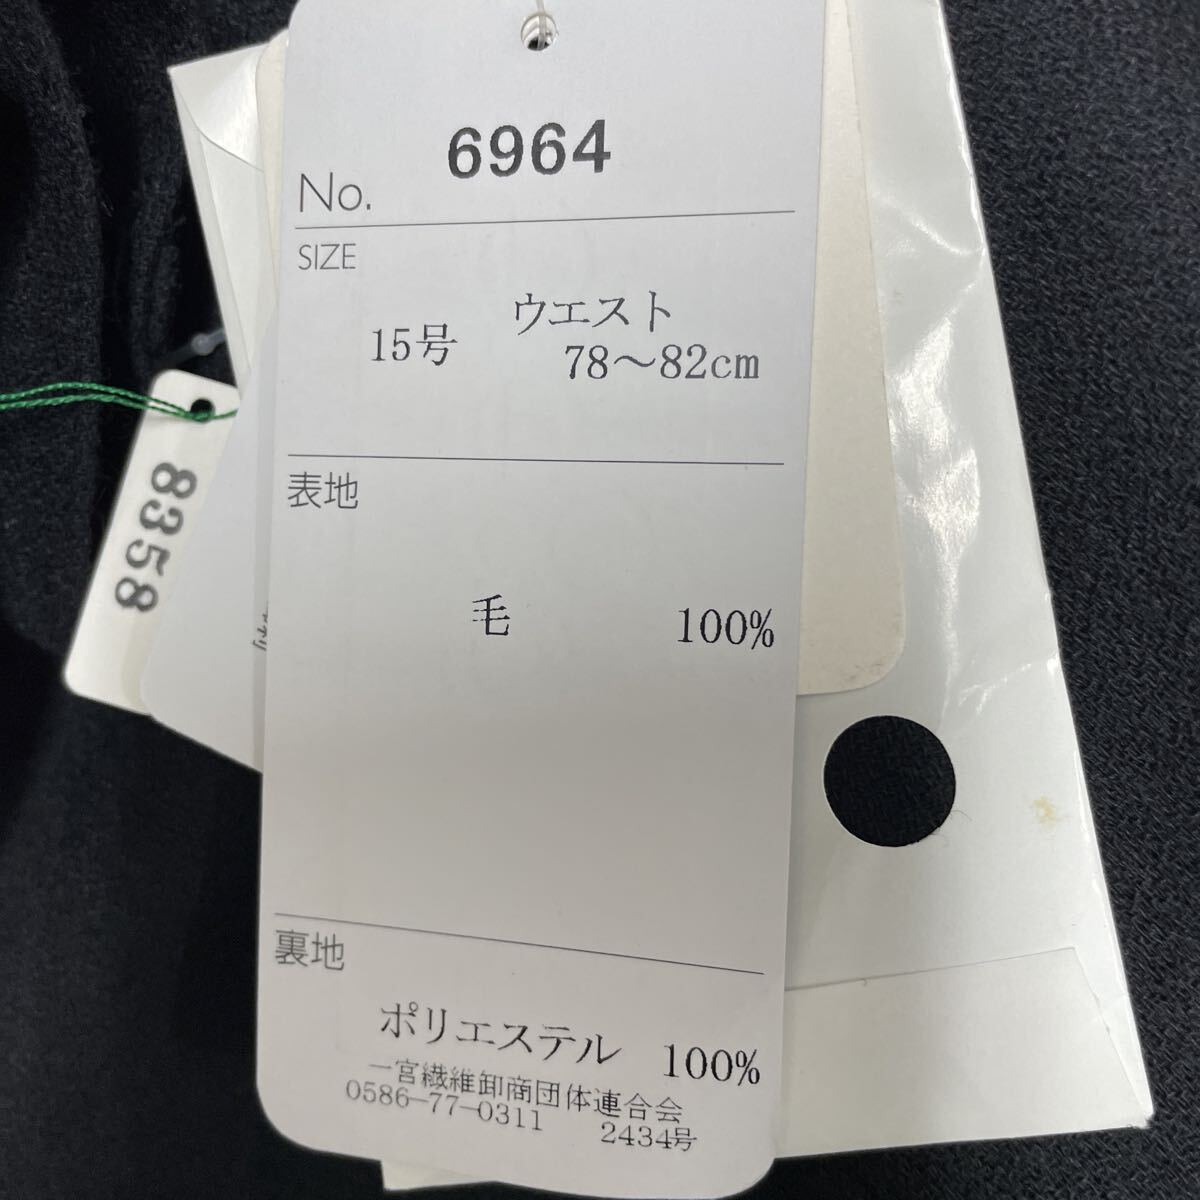 6964
No.
SIZE
ウエスト
15号
78～82cm
表地
毛 100%
裏地
ポリエステル 100%
一宮繊維卸商団体連合会
0586-77-0311 2434号
8358